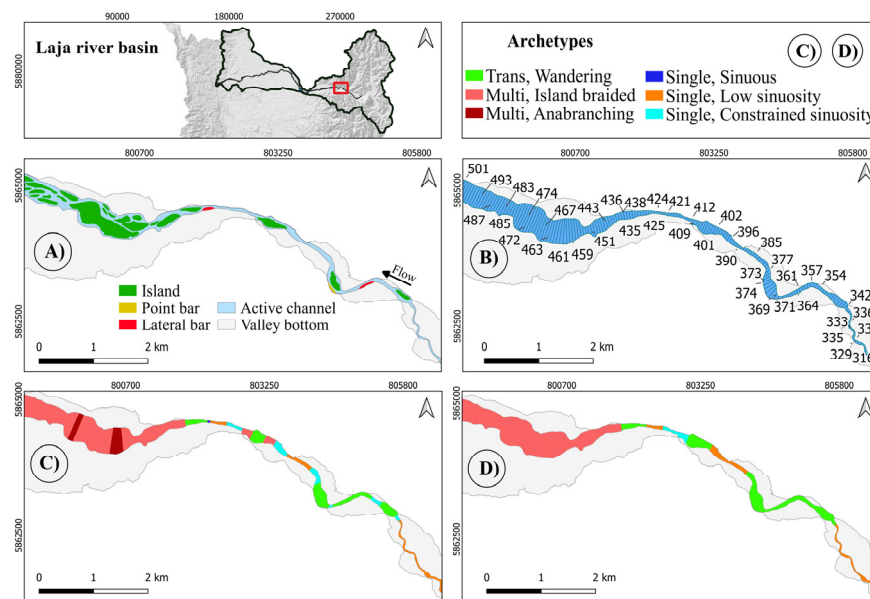 90000 180000 270000
Laja river basin
5880000
Archetypes
C) D)
Trans, Wandering
Single, Sinuous
Multi, Island braided
Single, Low sinuosity
Multi, Anabranching
Single, Constrained sinuosity
800700 803250 805800
5865000
5862500
A)
Flow
Island
Point bar
Lateral bar
Active channel
Valley bottom
0 1 2 km
800700 803250 805800
5865000
5862500
B)
501
493
483
474
467
443
436
438
424
421
412
402
396
385
377
361
357
354
342
336
487
485
472
463
461
459
451
435
425
409
401
390
373
374
369
371
364
333
335
329
316
0 1 2 km
800700 803250 805800
5865000
5862500
C)
0 1 2 km
800700 803250 805800
5865000
5862500
D)
0 1 2 km